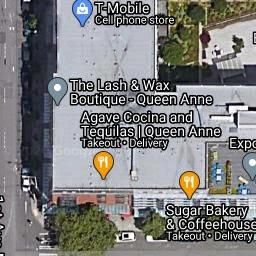 T-Mobile
Cell phone store
The Lash & Wax
Boutique - Queen Anne
Agave Cocina and
Tequilas | Queen Anne
Takeout • Delivery
Expo
Sugar Bakery
& Coffeehouse
Takeout • Delivery